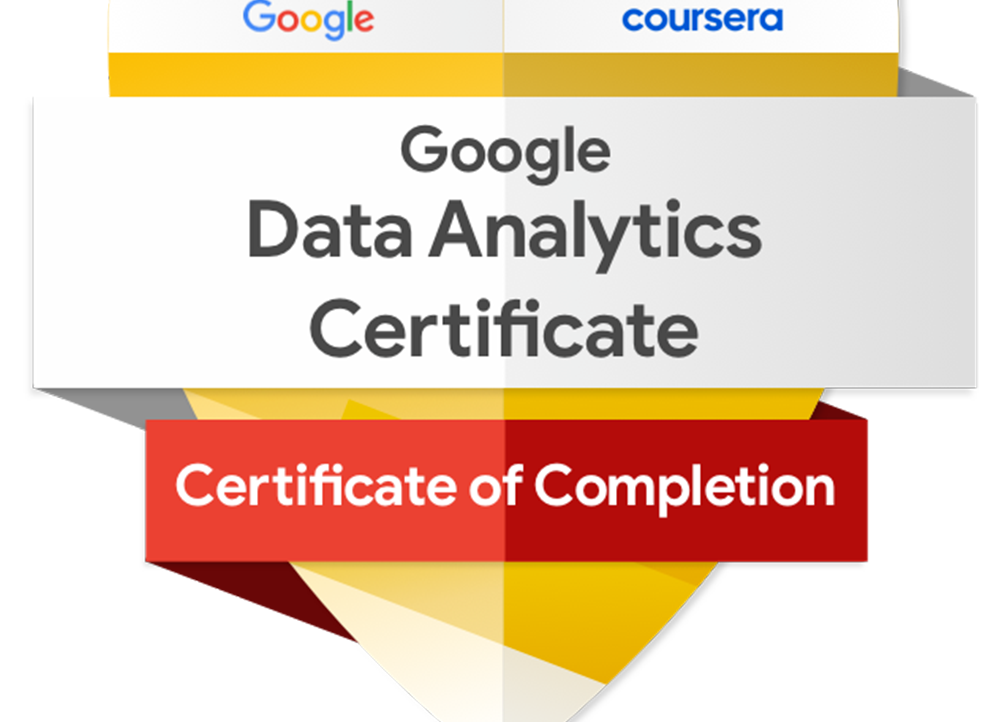 Google coursera
Google
Data Analytics
Certificate
Certificate of Completion